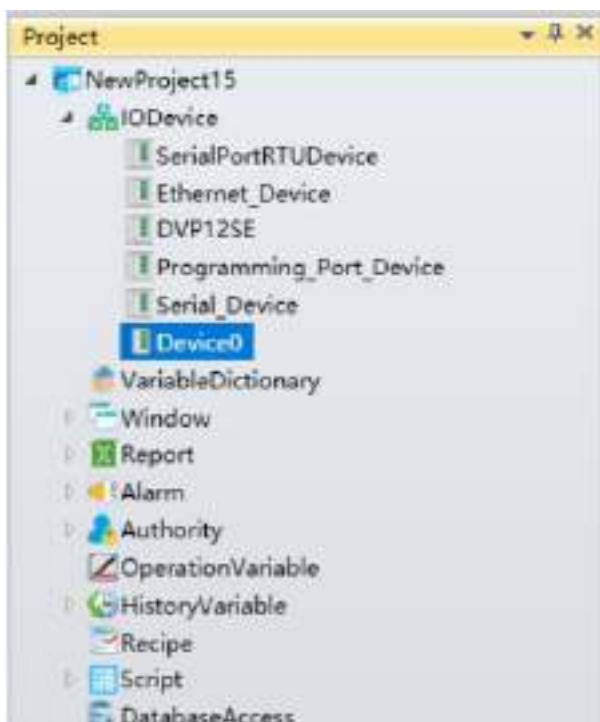 Project
NewProject15
IODevice
SerialPortRTUDevice
Ethernet_Device
DVP12SE
Programming_Port_Device
Serial_Device
Device0
VariableDictionary
Window
Report
Alarm
Authority
OperationVariable
HistoryVariable
Recipe
Script
DatabaseAccess